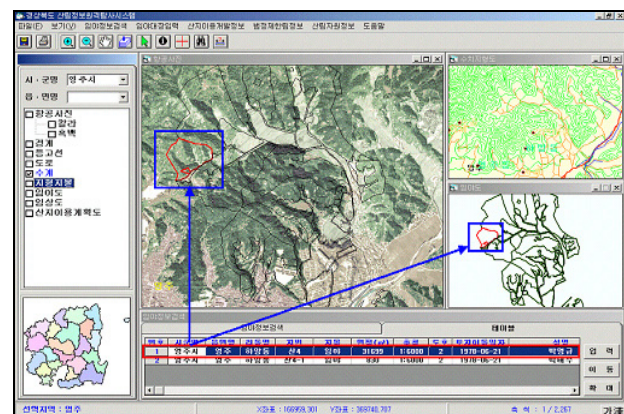 경상북도 산림정보원격탐사시스템
파일(F) 보기(V) 임야정보검색 임야대장입력 산지이용개발정보 법정제한림정보 산림자원정보 도움말
항공사진
수치지형도
시·군명 영주시
읍·면명
항공사진
칼라
흑백
경계
등고선
도로
수계
지형지물
임야도
임상도
산지이용계획도
임야도
임야정보검색
임야정보검색 테이블
번호 시군명 읍면명 리동명 지번 지목 면적(㎡) 축척 도호 토지이동일자 성명
1 영주시 영주 하망동 산4 임야 31699 1:6000 2 1978-06-21
2 영주시 영주 하망동 산4-1 임야 830 1:6000 2 1978-06-21
입 력
이 동
확 대
선택지역 : 영주 X좌표 : 166959,301 Y좌표 : 369740,707 축 척 : 1 / 2,267